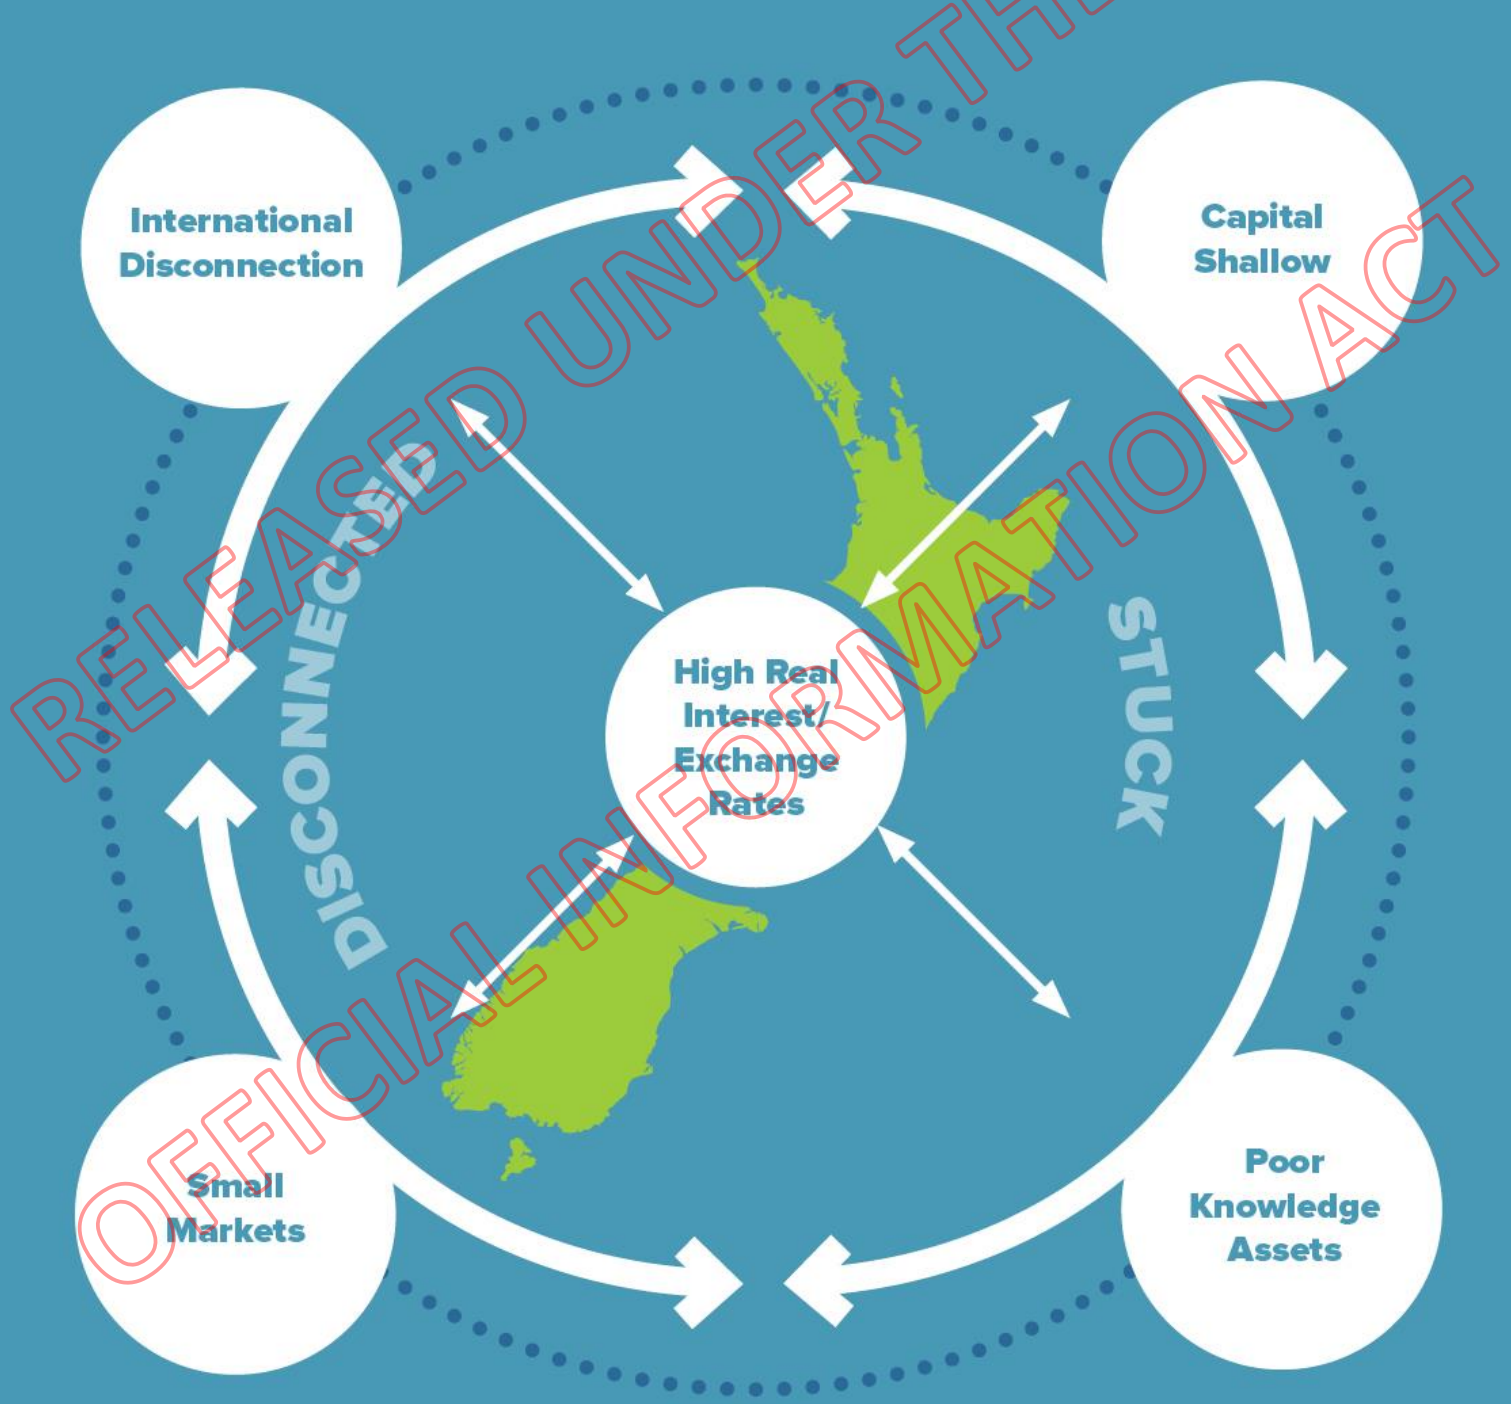 International
Disconnection
Capital
Shallow
DISCONNECTED
STUCK
High Real
Interest/
Exchange
Rates
Small
Markets
Poor
Knowledge
Assets
RELEASED UNDER THE
OFFICIAL INFORMATION ACT